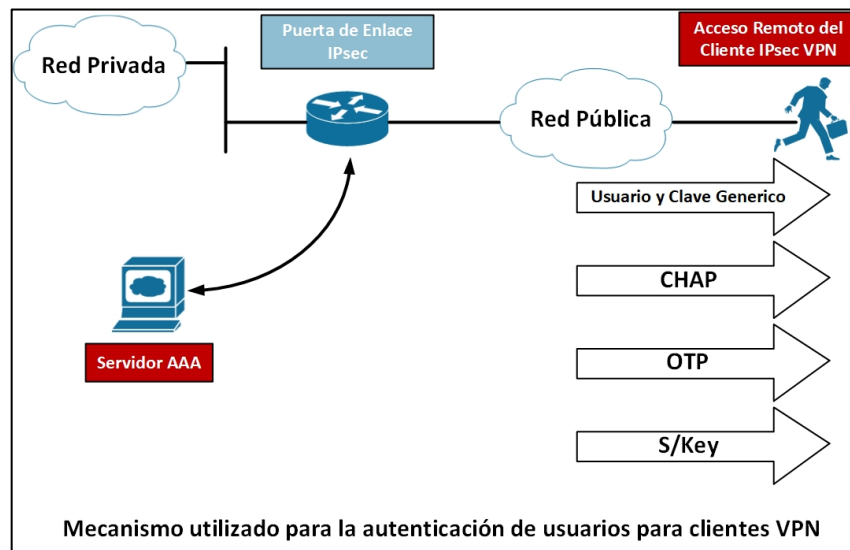 Puerta de Enlace
IPsec
Acceso Remoto del
Cliente IPsec VPN
Red Privada
Red Pública
Usuario y Clave Generico
CHAP
Servidor AAA
OTP
S/Key
Mecanismo utilizado para la autenticación de usuarios para clientes VPN